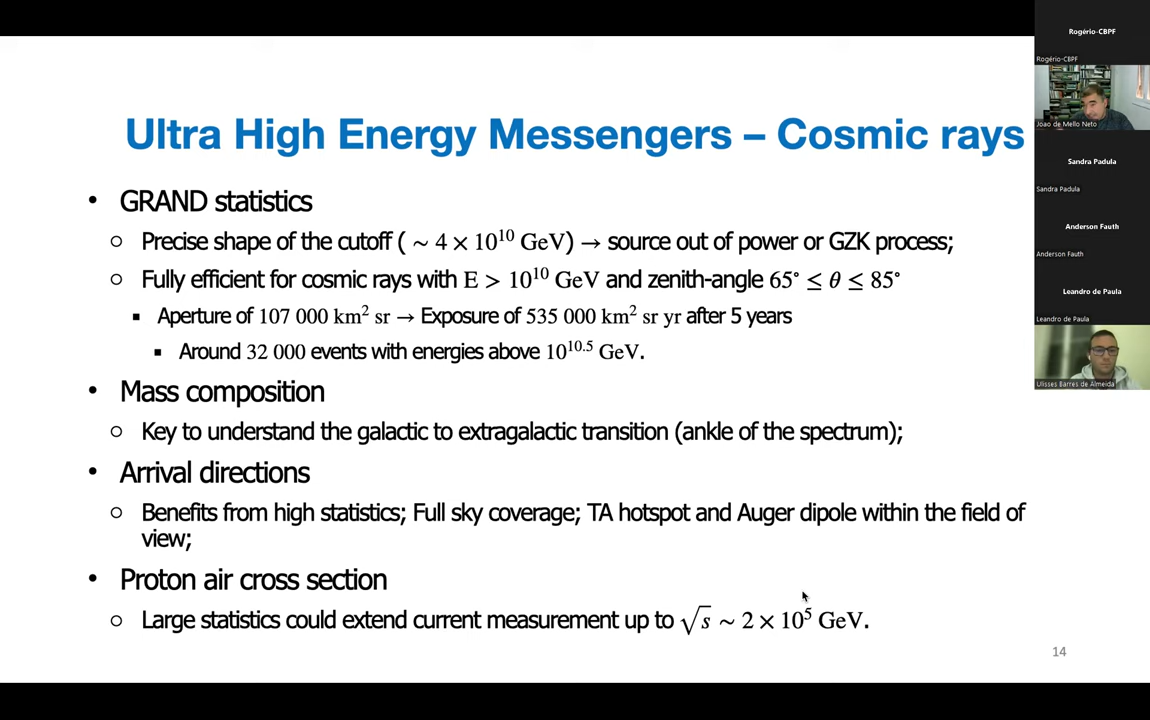 Ultra High Energy Messengers – Cosmic rays
• GRAND statistics
○ Precise shape of the cutoff ( ~ 4 × 10^10 GeV) → source out of power or GZK process;
○ Fully efficient for cosmic rays with E > 10^10 GeV and zenith-angle 65° ≤ θ ≤ 85°
▪ Aperture of 107 000 km² sr → Exposure of 535 000 km² sr yr after 5 years
▪ Around 32 000 events with energies above 10^10.5 GeV.
• Mass composition
○ Key to understand the galactic to extragalactic transition (ankle of the spectrum);
• Arrival directions
○ Benefits from high statistics; Full sky coverage; TA hotspot and Auger dipole within the field of
view;
• Proton air cross section
○ Large statistics could extend current measurement up to √s ~ 2 × 10^5 GeV.
14
Rogério-CBPF
Rogério-CBPF
Joao de Mello Neto
Sandra Padula
Sandra Padula
Anderson Fauth
Anderson Fauth
Leandro de Paula
Leandro de Paula
Ulisses Barres de Almeida